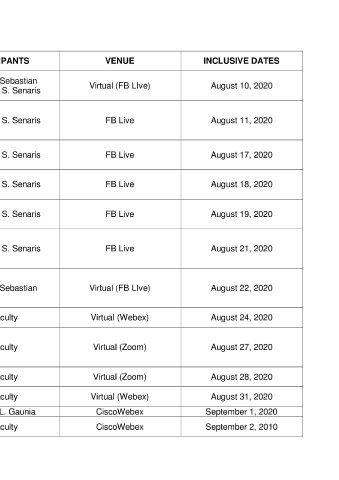 PANTS VENUE INCLUSIVE DATES
Sebastian
S. Senaris Virtual (FB LIve) August 10, 2020
S. Senaris FB Live August 11, 2020
S. Senaris FB Live August 17, 2020
S. Senaris FB Live August 18, 2020
S. Senaris FB Live August 19, 2020
S. Senaris FB Live August 21, 2020
Sebastian Virtual (FB LIve) August 22, 2020
culty Virtual (Webex) August 24, 2020
culty Virtual (Zoom) August 27, 2020
culty Virtual (Zoom) August 28, 2020
culty Virtual (Webex) August 31, 2020
L. Gaunia CiscoWebex September 1, 2020
culty CiscoWebex September 2, 2010